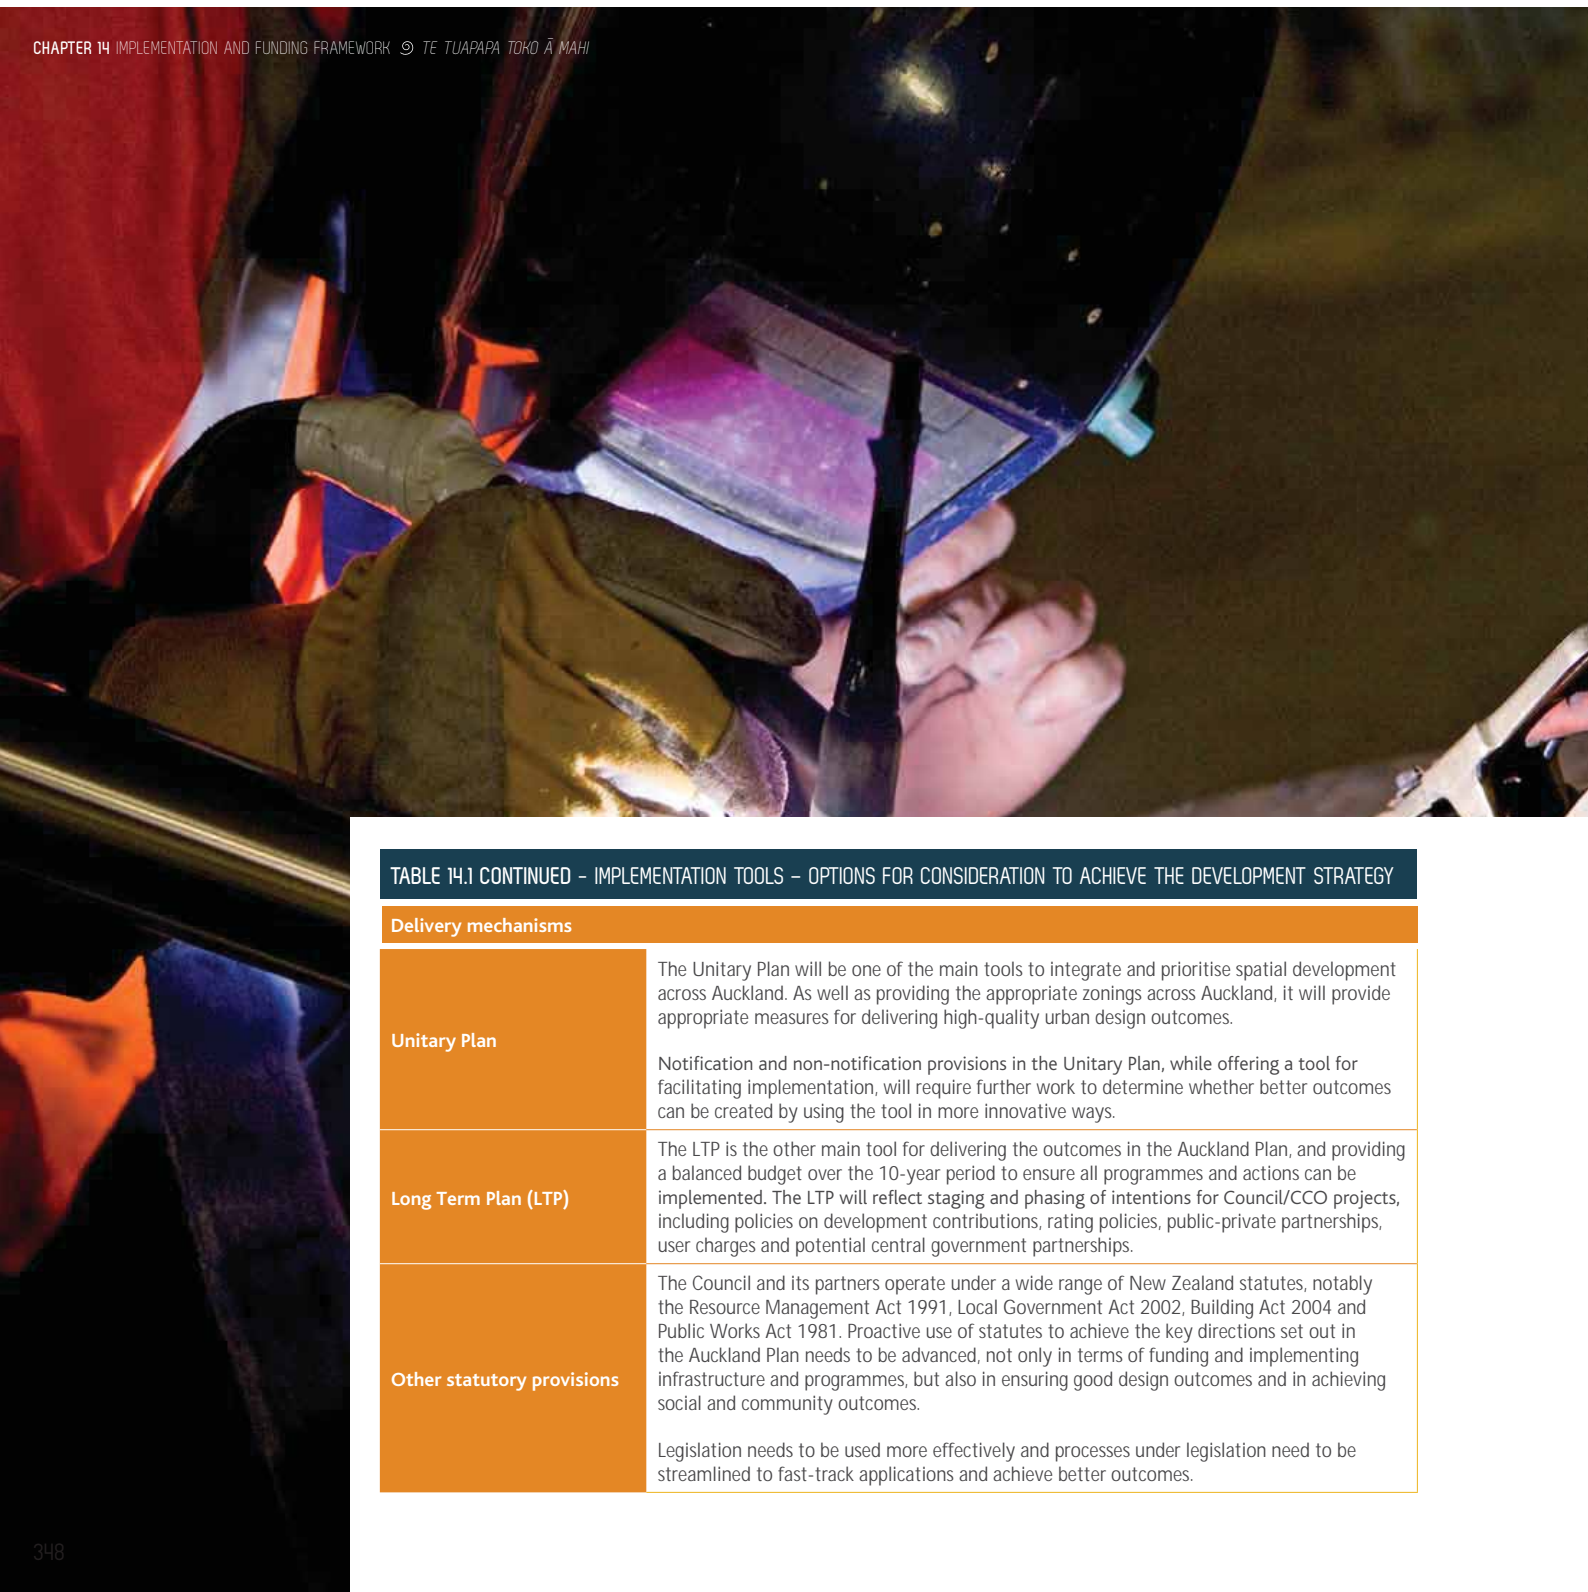 CHAPTER 14 IMPLEMENTATION AND FUNDING FRAMEWORK TE TUAPAPA TOKO Ā MAHI
TABLE 14.1 CONTINUED - IMPLEMENTATION TOOLS – OPTIONS FOR CONSIDERATION TO ACHIEVE THE DEVELOPMENT STRATEGY
Delivery mechanisms
Unitary Plan
The Unitary Plan will be one of the main tools to integrate and prioritise spatial development
across Auckland. As well as providing the appropriate zonings across Auckland, it will provide
appropriate measures for delivering high-quality urban design outcomes.
Notification and non-notification provisions in the Unitary Plan, while offering a tool for
facilitating implementation, will require further work to determine whether better outcomes
can be created by using the tool in more innovative ways.
Long Term Plan (LTP)
The LTP is the other main tool for delivering the outcomes in the Auckland Plan, and providing
a balanced budget over the 10-year period to ensure all programmes and actions can be
implemented. The LTP will reflect staging and phasing of intentions for Council/CCO projects,
including policies on development contributions, rating policies, public-private partnerships,
user charges and potential central government partnerships.
Other statutory provisions
The Council and its partners operate under a wide range of New Zealand statutes, notably
the Resource Management Act 1991, Local Government Act 2002, Building Act 2004 and
Public Works Act 1981. Proactive use of statutes to achieve the key directions set out in
the Auckland Plan needs to be advanced, not only in terms of funding and implementing
infrastructure and programmes, but also in ensuring good design outcomes and in achieving
social and community outcomes.
Legislation needs to be used more effectively and processes under legislation need to be
streamlined to fast-track applications and achieve better outcomes.
348